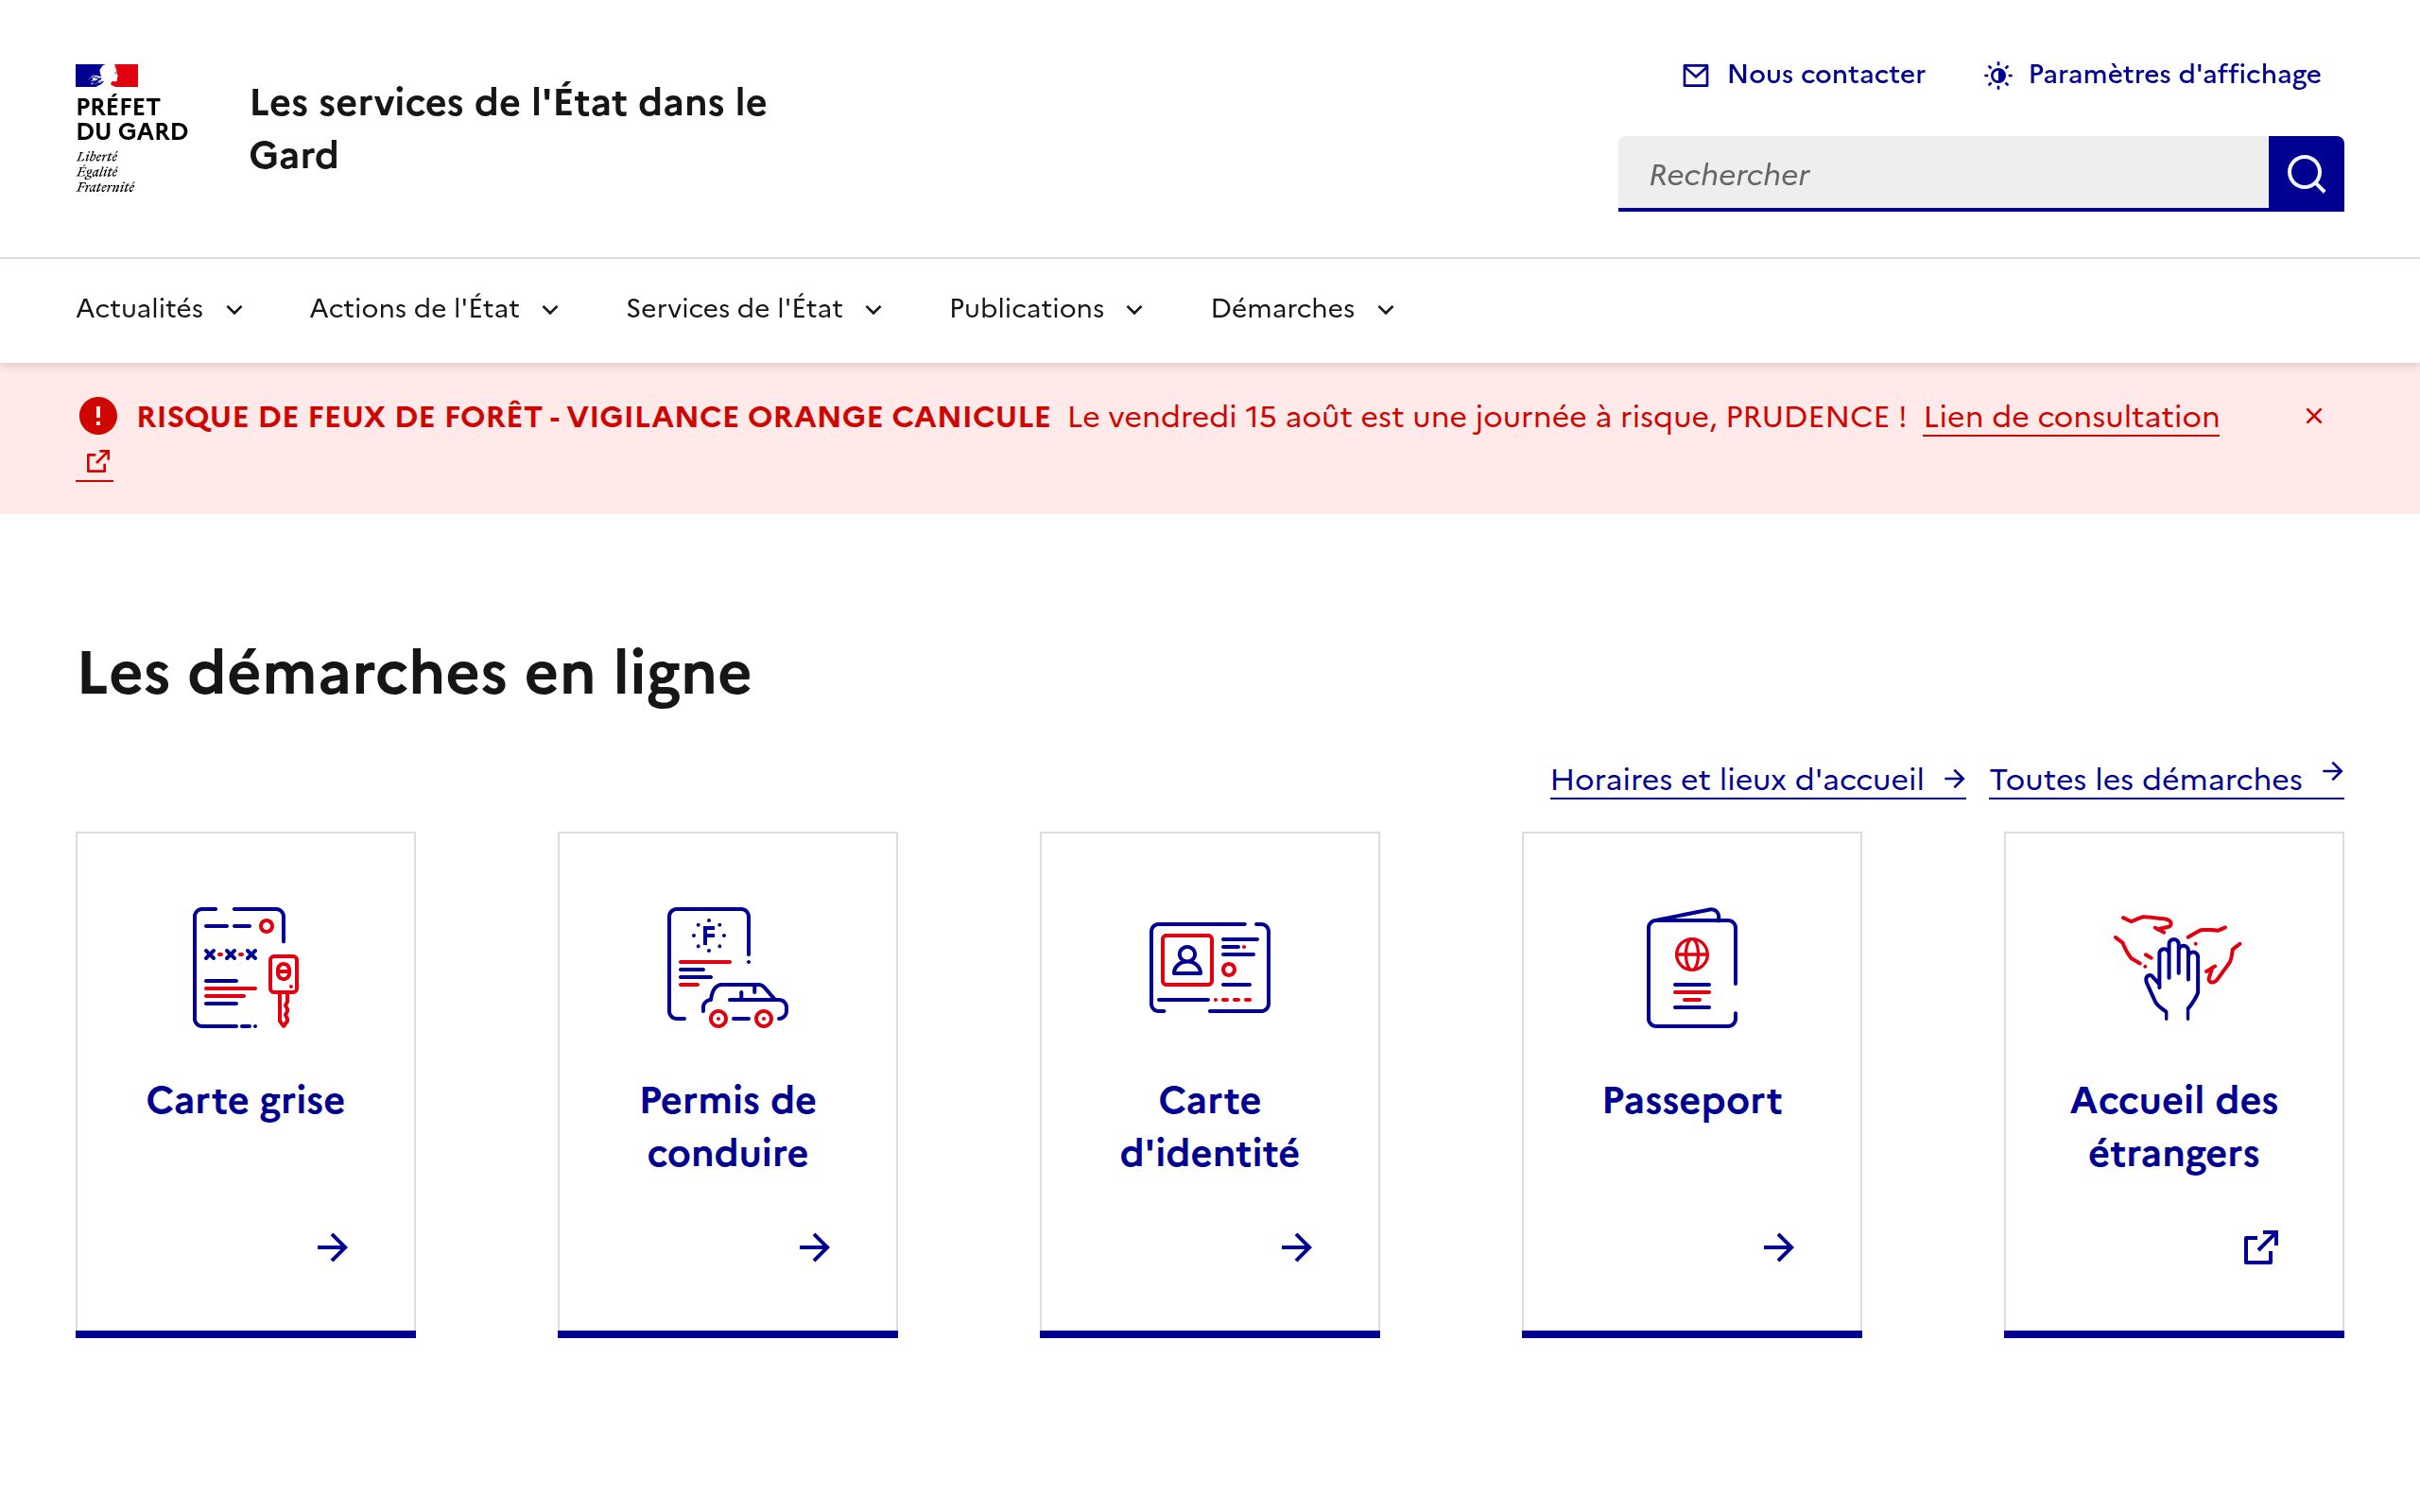 PRÉFET
DU GARD
Liberté
Égalité
Fraternité
Les services de l'État dans le
Gard
Nous contacter
Paramètres d'affichage
Rechercher
Actualités
Actions de l'État
Services de l'État
Publications
Démarches
RISQUE DE FEUX DE FORÊT - VIGILANCE ORANGE CANICULE Le vendredi 15 août est une journée à risque, PRUDENCE ! Lien de consultation
Les démarches en ligne
Horaires et lieux d'accueil
Toutes les démarches
F
Carte grise
Permis de
conduire
Carte
d'identité
Passeport
Accueil des
étrangers